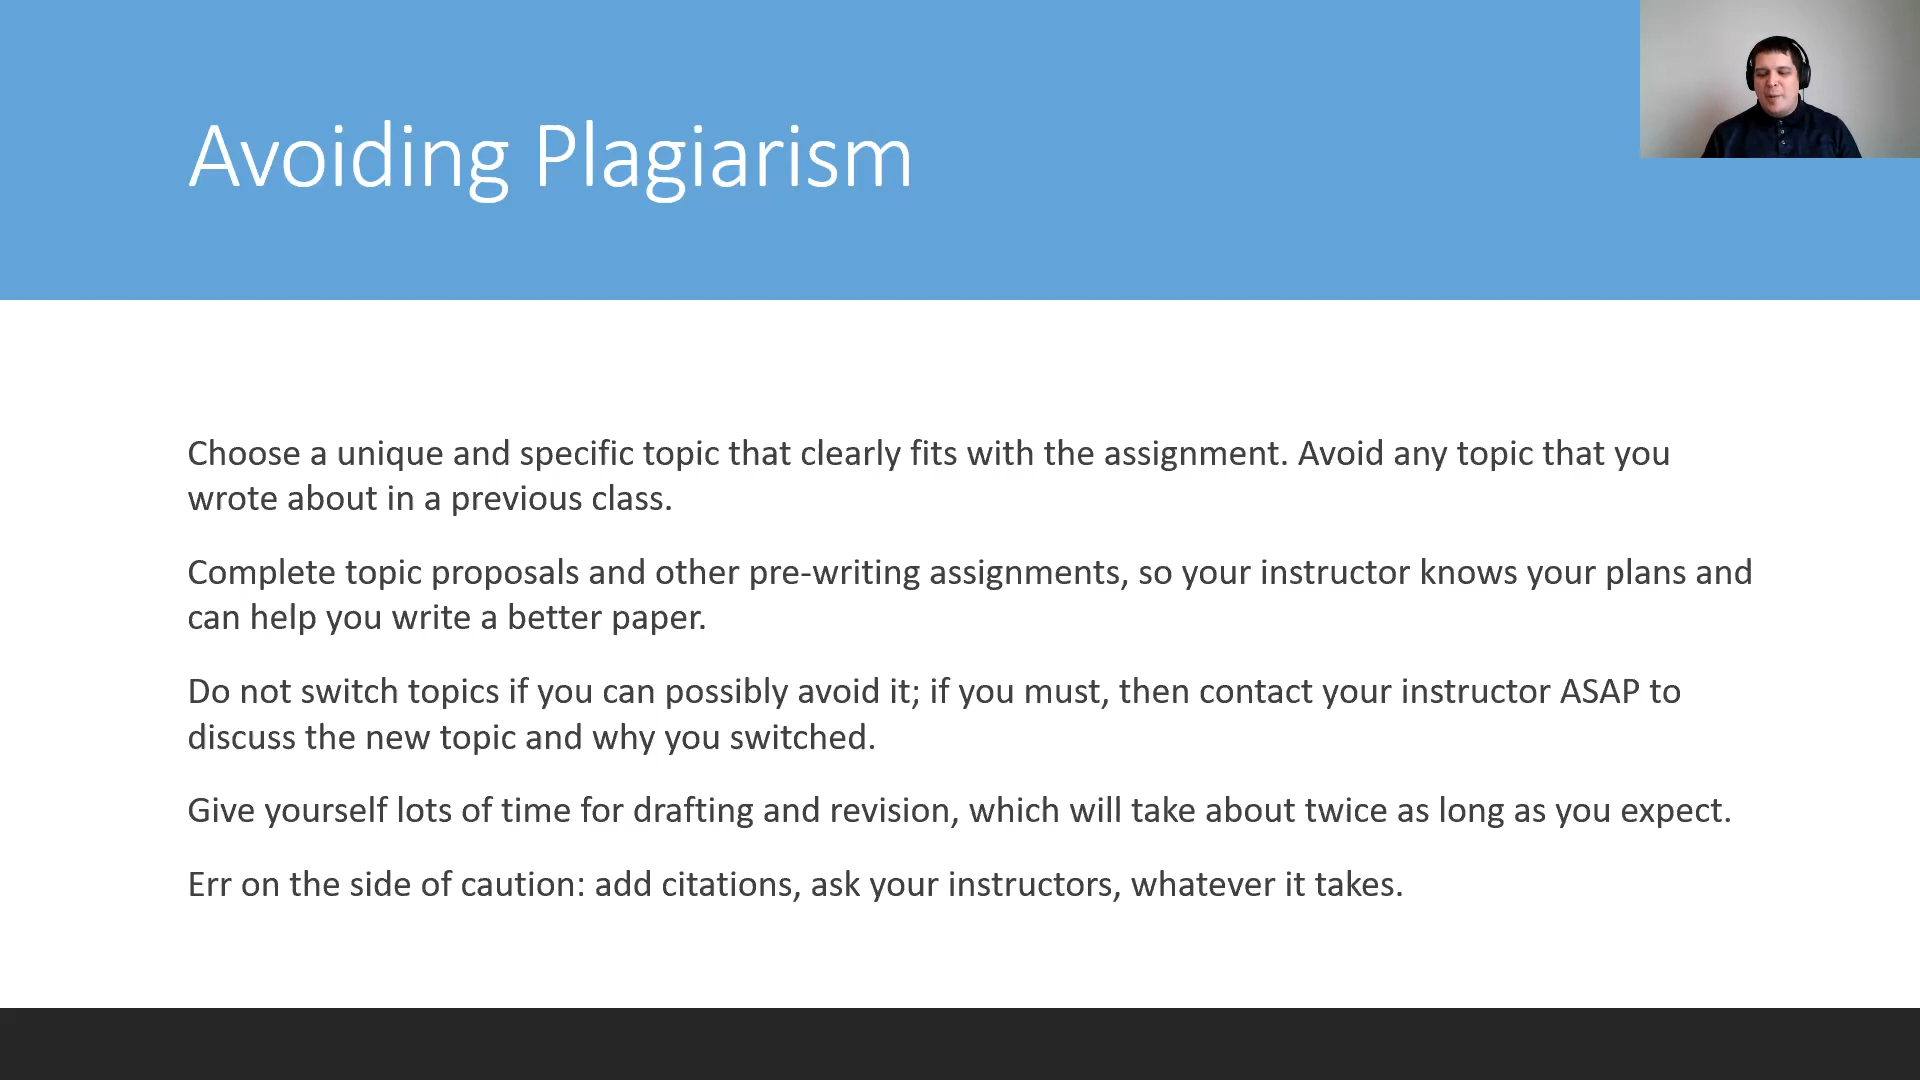 Avoiding Plagiarism
Choose a unique and specific topic that clearly fits with the assignment. Avoid any topic that you
wrote about in a previous class.
Complete topic proposals and other pre-writing assignments, so your instructor knows your plans and
can help you write a better paper.
Do not switch topics if you can possibly avoid it; if you must, then contact your instructor ASAP to
discuss the new topic and why you switched.
Give yourself lots of time for drafting and revision, which will take about twice as long as you expect.
Err on the side of caution: add citations, ask your instructors, whatever it takes.